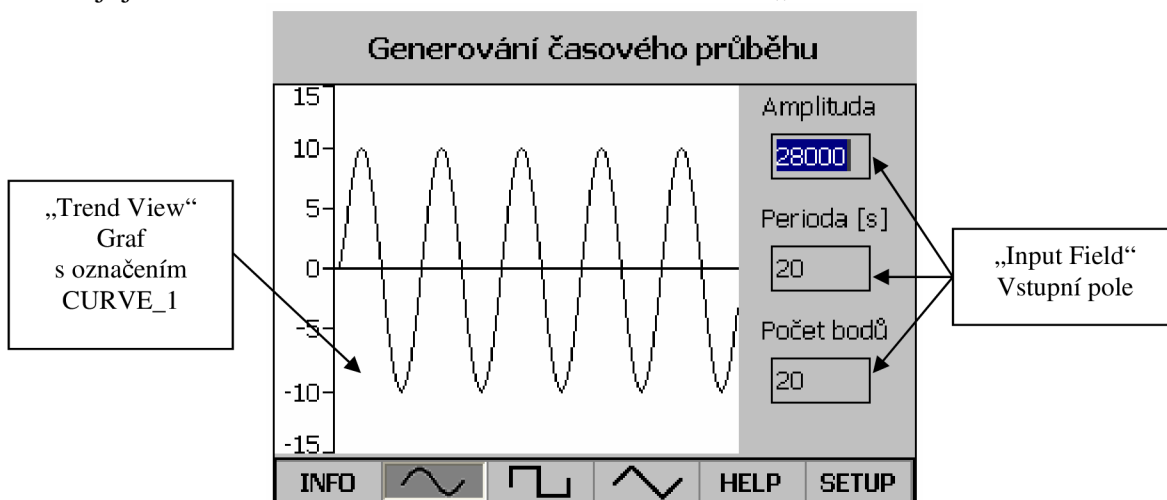 Generování časového průběhu
15
10
5
0
-5
-10
-15
Amplituda
28000
Perioda [s]
20
Počet bodů
20
INFO
HELP
SETUP
„Trend View“
Graf
s označením
CURVE_1
„Input Field“
Vstupní pole